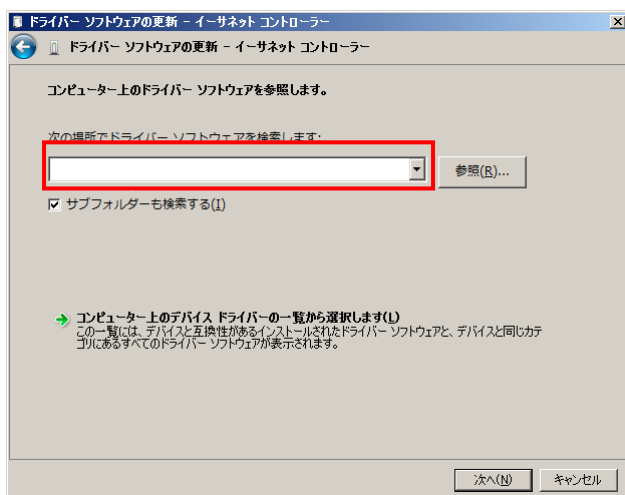 ドライバー ソフトウェアの更新 - イーサネット コントローラー
ドライバー ソフトウェアの更新 - イーサネット コントローラー
コンピューター上のドライバー ソフトウェアを参照します。
次の場所でドライバー ソフトウェアを検索します:
参照(R)...
サブフォルダーも検索する(I)
コンピューター上のデバイス ドライバーの一覧から選択します(L)
この一覧には、デバイスと互換性があるインストールされたドライバー ソフトウェアと、デバイスと同じカテ
ゴリにあるすべてのドライバー ソフトウェアが表示されます。
次へ(N)
キャンセル